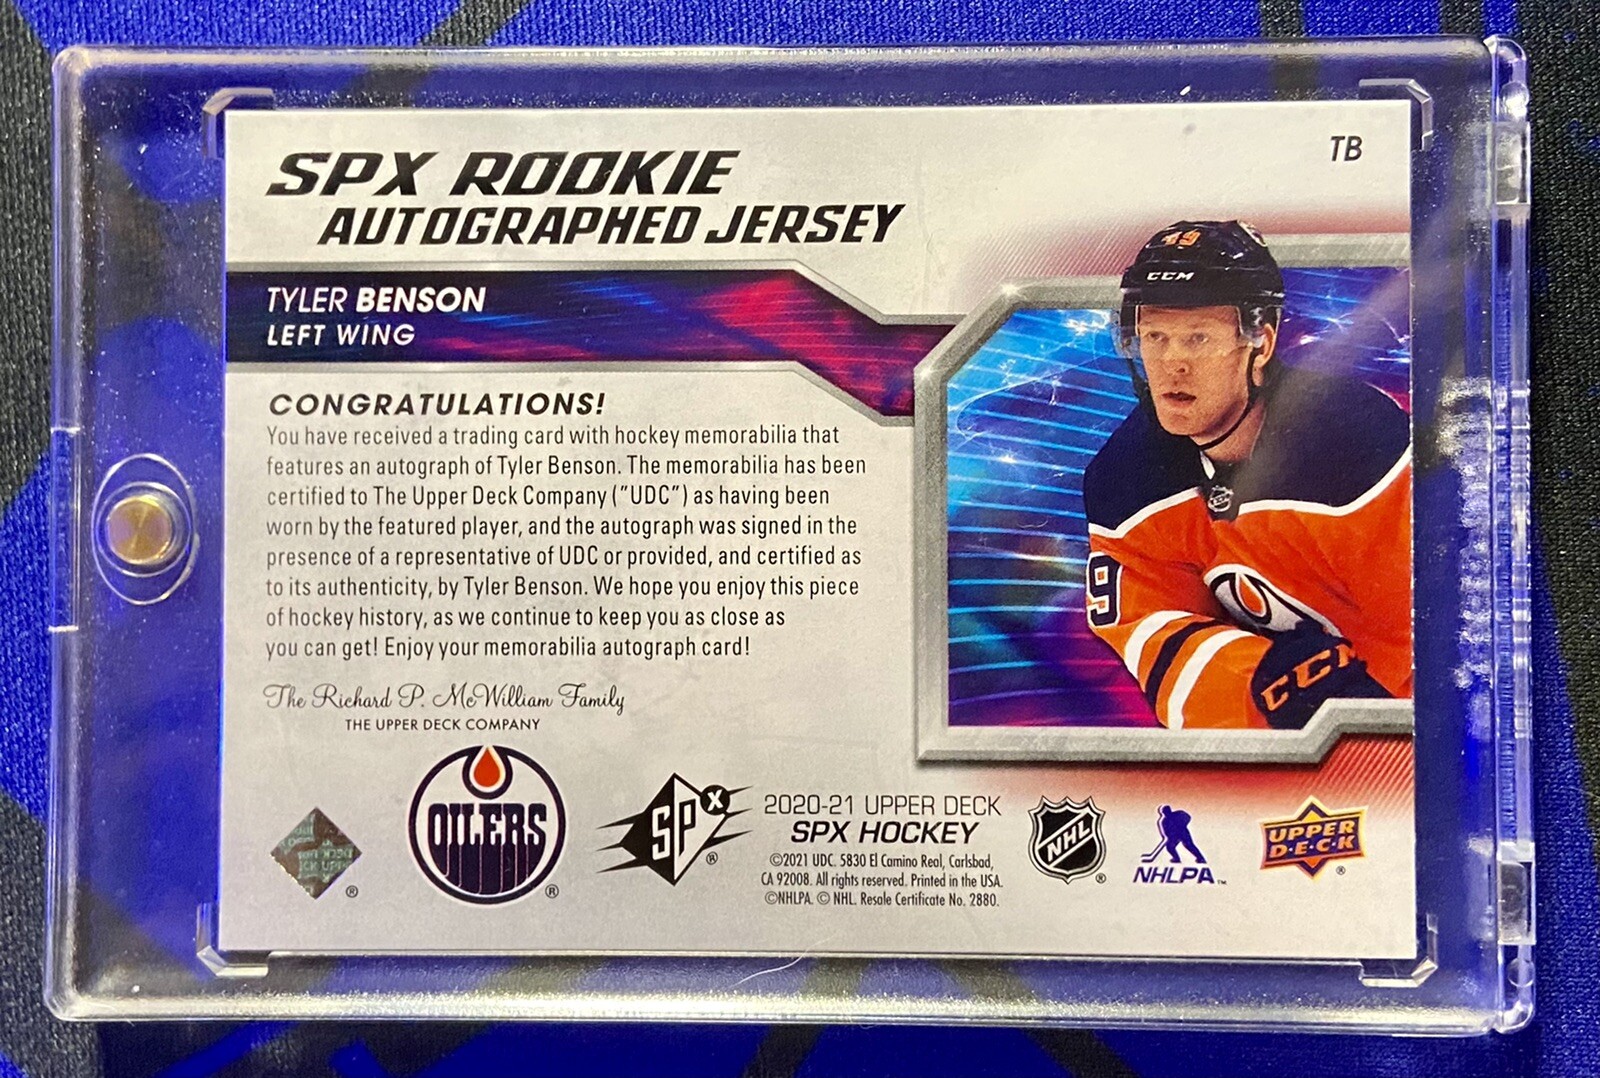 TB
SPX ROOKIE
AUTOGRAPHED JERSEY
TYLER BENSON
LEFT WING
CONGRATULATIONS!
You have received a trading card with hockey memorabilia that
features an autograph of Tyler Benson. The memorabilia has been
certified to The Upper Deck Company ("UDC") as having been
worn by the featured player, and the autograph was signed in the
presence of a representative of UDC or provided, and certified as
to its authenticity, by Tyler Benson. We hope you enjoy this piece
of hockey history, as we continue to keep you as close as
you can get! Enjoy your memorabilia autograph card!
The Richard P. McWilliam Family
THE UPPER DECK COMPANY
49
CCM
9
CCM
OILERS ®
SPX ®
2020-21 UPPER DECK
SPX HOCKEY
©2021 UDC. 5830 El Camino Real, Carlsbad,
CA 92008. All rights reserved. Printed in the USA.
©NHLPA. © NHL. Resale Certificate No. 2880.
NHL ®
NHLPA™
UPPER
D·E·C·K ®